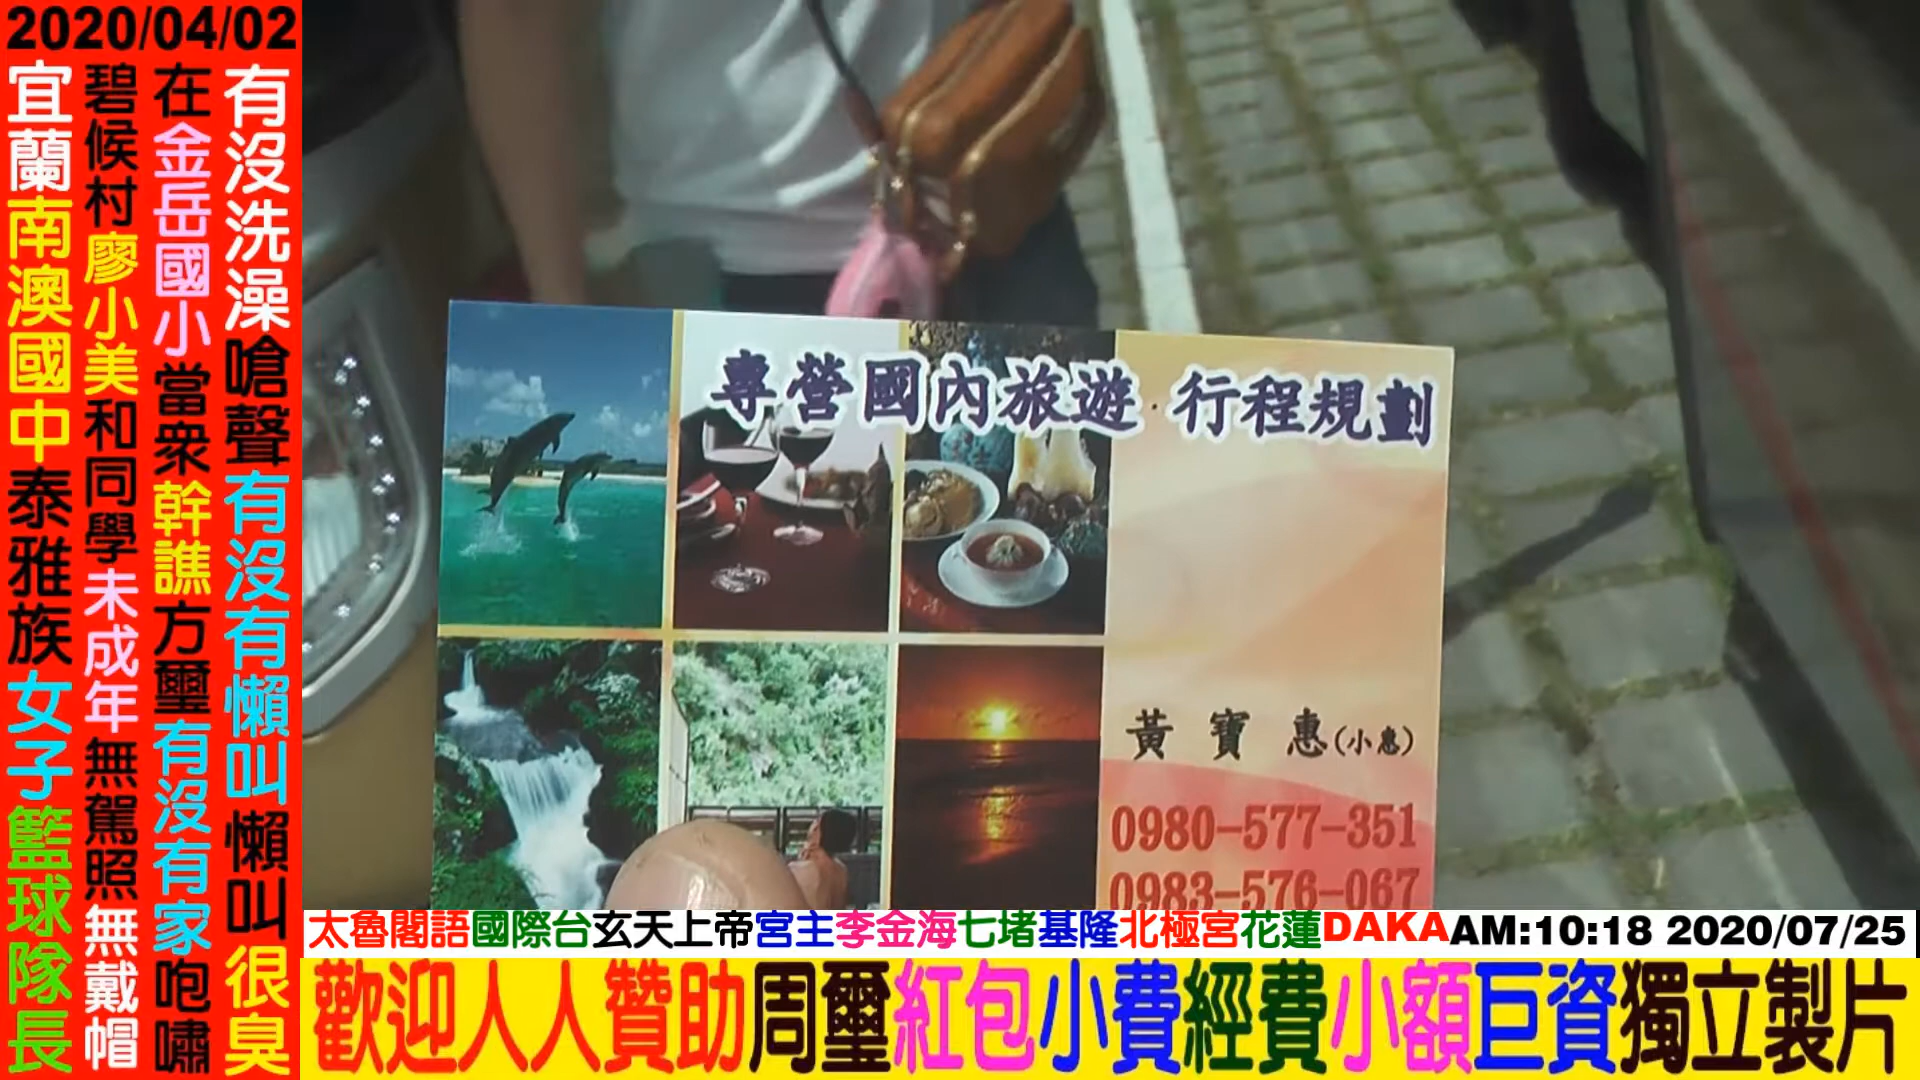 2020/04/02
宜蘭南澳國中泰雅族女子籃球隊長
碧候村廖小美和同學未成年無駕照無戴帽
在金岳國小當眾幹譙方璽有沒有家咆嘯
有沒洗澡嗆聲有沒有懶叫懶叫很臭
專營國內旅遊·行程規劃
黃寶惠(小惠)
0980-577-351
0983-576-067
太魯閣語國際台玄天上帝宮主李金海七堵基隆北極宮花蓮DAKA AM:10:18 2020/07/25
歡迎人人贊助周璽紅包小費經費小額巨資獨立製片